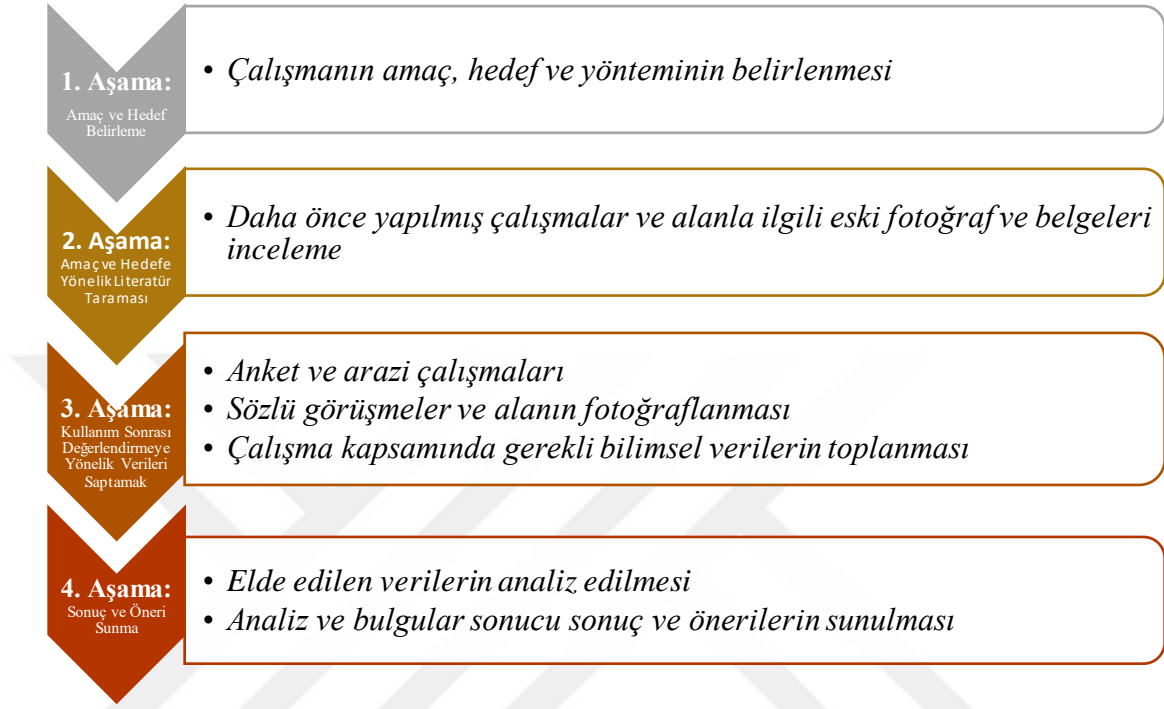 1. Aşama:
Amaç ve Hedef
Belirleme
• Çalışmanın amaç, hedef ve yönteminin belirlenmesi
2. Aşama:
Amaç ve Hedefe
Yönelik Literatür
Taraması
• Daha önce yapılmış çalışmalar ve alanla ilgili eski fotoğraf ve belgeleri
inceleme
3. Aşama:
Kullanım Sonrası
Değerlendirmeye
Yönelik Verileri
Saptamak
• Anket ve arazi çalışmaları
• Sözlü görüşmeler ve alanın fotoğraflanması
• Çalışma kapsamında gerekli bilimsel verilerin toplanması
4. Aşama:
Sonuç ve Öneri
Sunma
• Elde edilen verilerin analiz edilmesi
• Analiz ve bulgular sonucu sonuç ve önerilerin sunulması